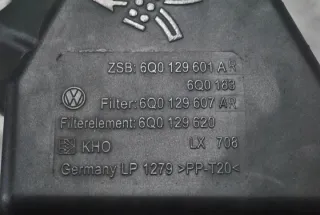 ZSB: 6Q0 129 601 AR
6Q0 183
Filter: 6Q0 129 607 AR
Filterelement: 6Q0 129 620
KHO LX 706
Germany LP 1279 >PP-T20<